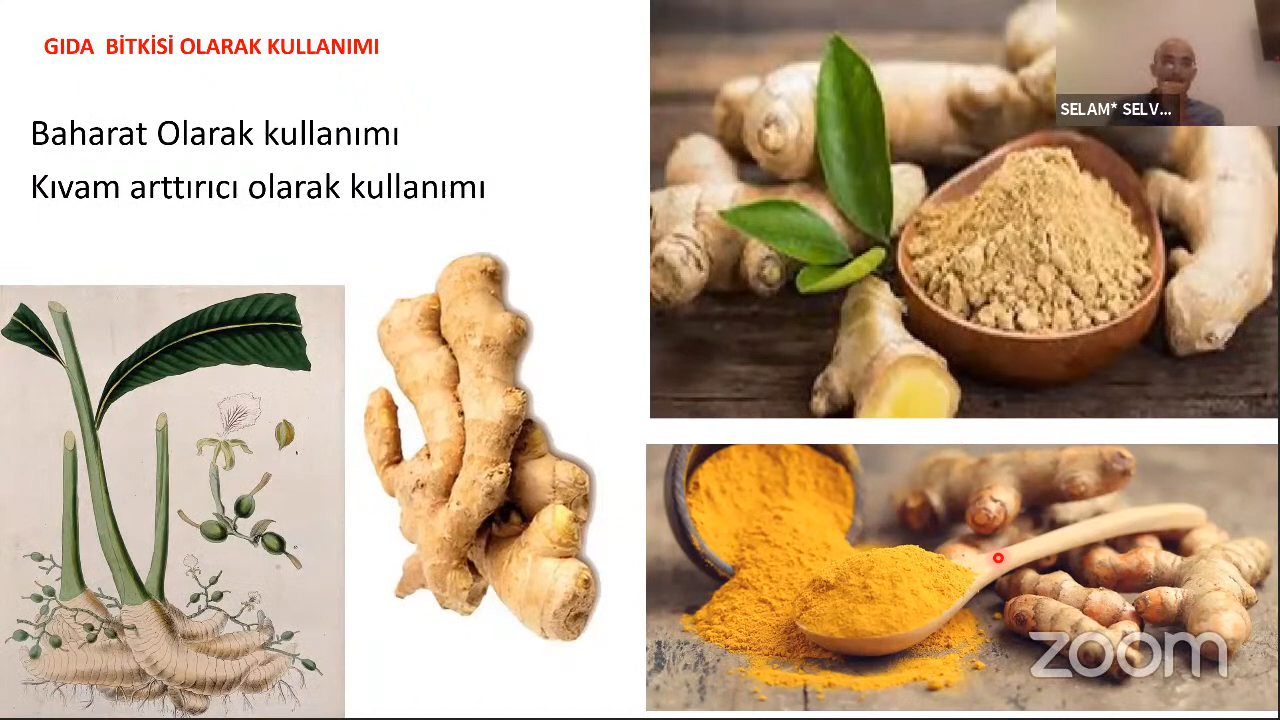 GIDA  BİTKİSİ OLARAK KULLANIMI
Baharat Olarak kullanımı
Kıvam arttırıcı olarak kullanımı
SELAM* SELV...
zoom